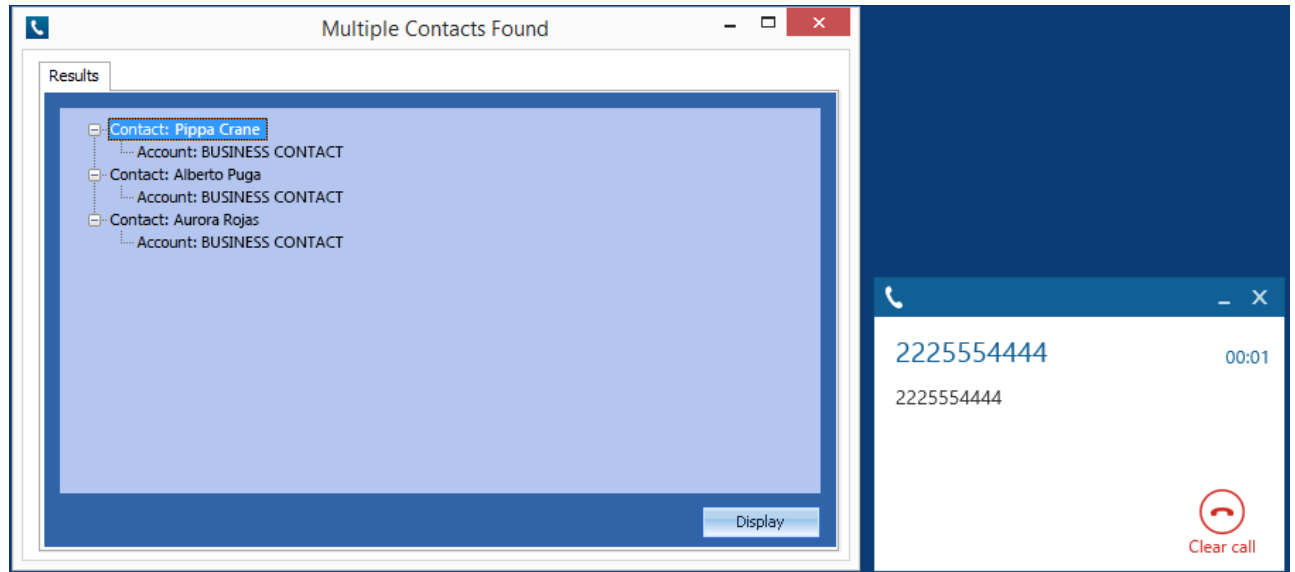 Multiple Contacts Found
Results
Contact: Pippa Crane
Account: BUSINESS CONTACT
Contact: Alberto Puga
Account: BUSINESS CONTACT
Contact: Aurora Rojas
Account: BUSINESS CONTACT
Display
2225554444
00:01
2225554444
Clear call